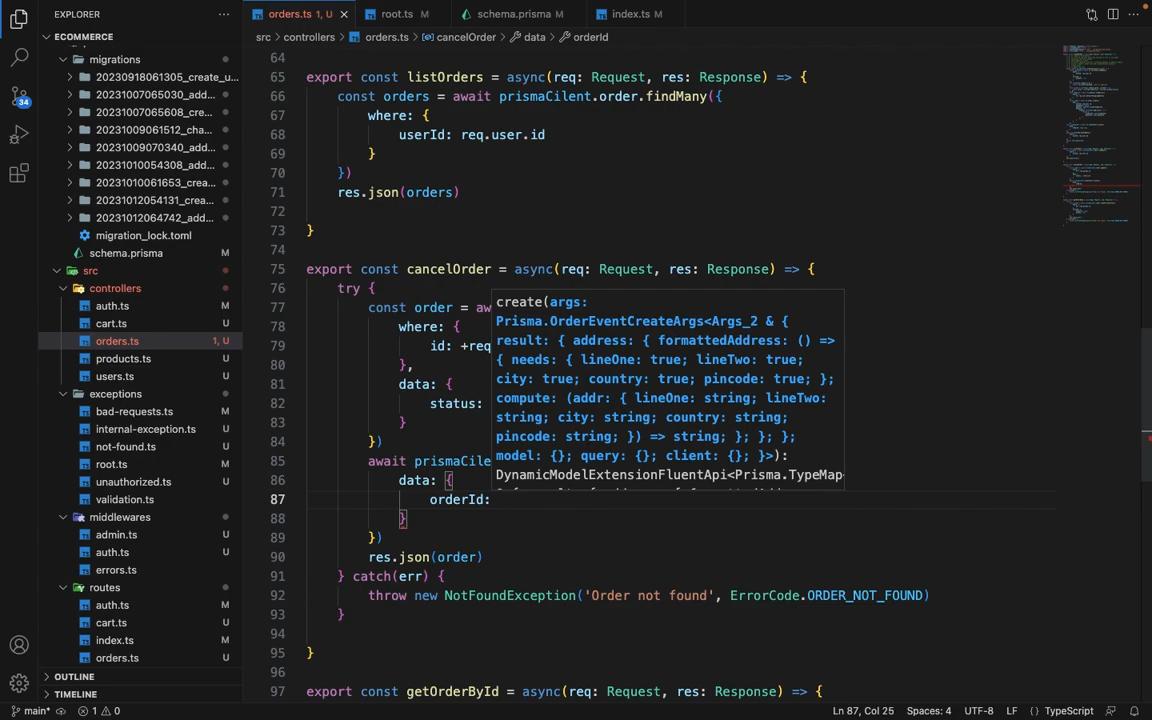 EXPLORER
orders.ts 1, U
root.ts M
schema.prisma M
index.ts M
ECOMMERCE
src > controllers > orders.ts > cancelOrder > data > orderId
migrations
20230918061305_create_u...
20231007065030_add...
20231007065608_cre...
20231009061512_cha...
20231009070340_add...
20231010054308_add...
20231010061653_crea...
20231012054131_crea...
20231012064742_add...
migration_lock.toml
schema.prisma M
src
controllers
auth.ts M
cart.ts U
orders.ts 1, U
products.ts U
users.ts U
exceptions
bad-requests.ts M
internal-exception.ts U
not-found.ts U
root.ts M
unauthorized.ts U
validation.ts U
middlewares
admin.ts U
auth.ts U
errors.ts U
routes
auth.ts M
cart.ts U
index.ts M
orders.ts U
OUTLINE
TIMELINE
34
64
65 export const listOrders = async(req: Request, res: Response) => {
66 const orders = await prismaCilent.order.findMany({
67 where: {
68 userId: req.user.id
69 }
70 })
71 res.json(orders)
72
73 }
74
75 export const cancelOrder = async(req: Request, res: Response) => {
76 try {
77 const order = aw
78 where: {
79 id: +req
80 },
81 data: {
82 status:
83 }
84 })
85 await prismaCile
86 data: {
87 orderId:
88 }
89 })
90 res.json(order)
91 } catch(err) {
92 throw new NotFoundException('Order not found', ErrorCode.ORDER_NOT_FOUND)
93 }
94
95 }
96
97 export const getOrderById = async(req: Request, res: Response) => {
create(args:
Prisma.OrderEventCreateArgs<Args_2 & {
result: { address: { formattedAddress: () =>
{ needs: { lineOne: true; lineTwo: true;
city: true; country: true; pincode: true; };
compute: (addr: { lineOne: string; lineTwo:
string; city: string; country: string;
pincode: string; }) => string; }; };
model: {}; query: {}; client: {}; }>):
DynamicModelExtensionFluentApi<Prisma.TypeMap
main* 1 0
Ln 87, Col 25
Spaces: 4
UTF-8
LF
{} TypeScript